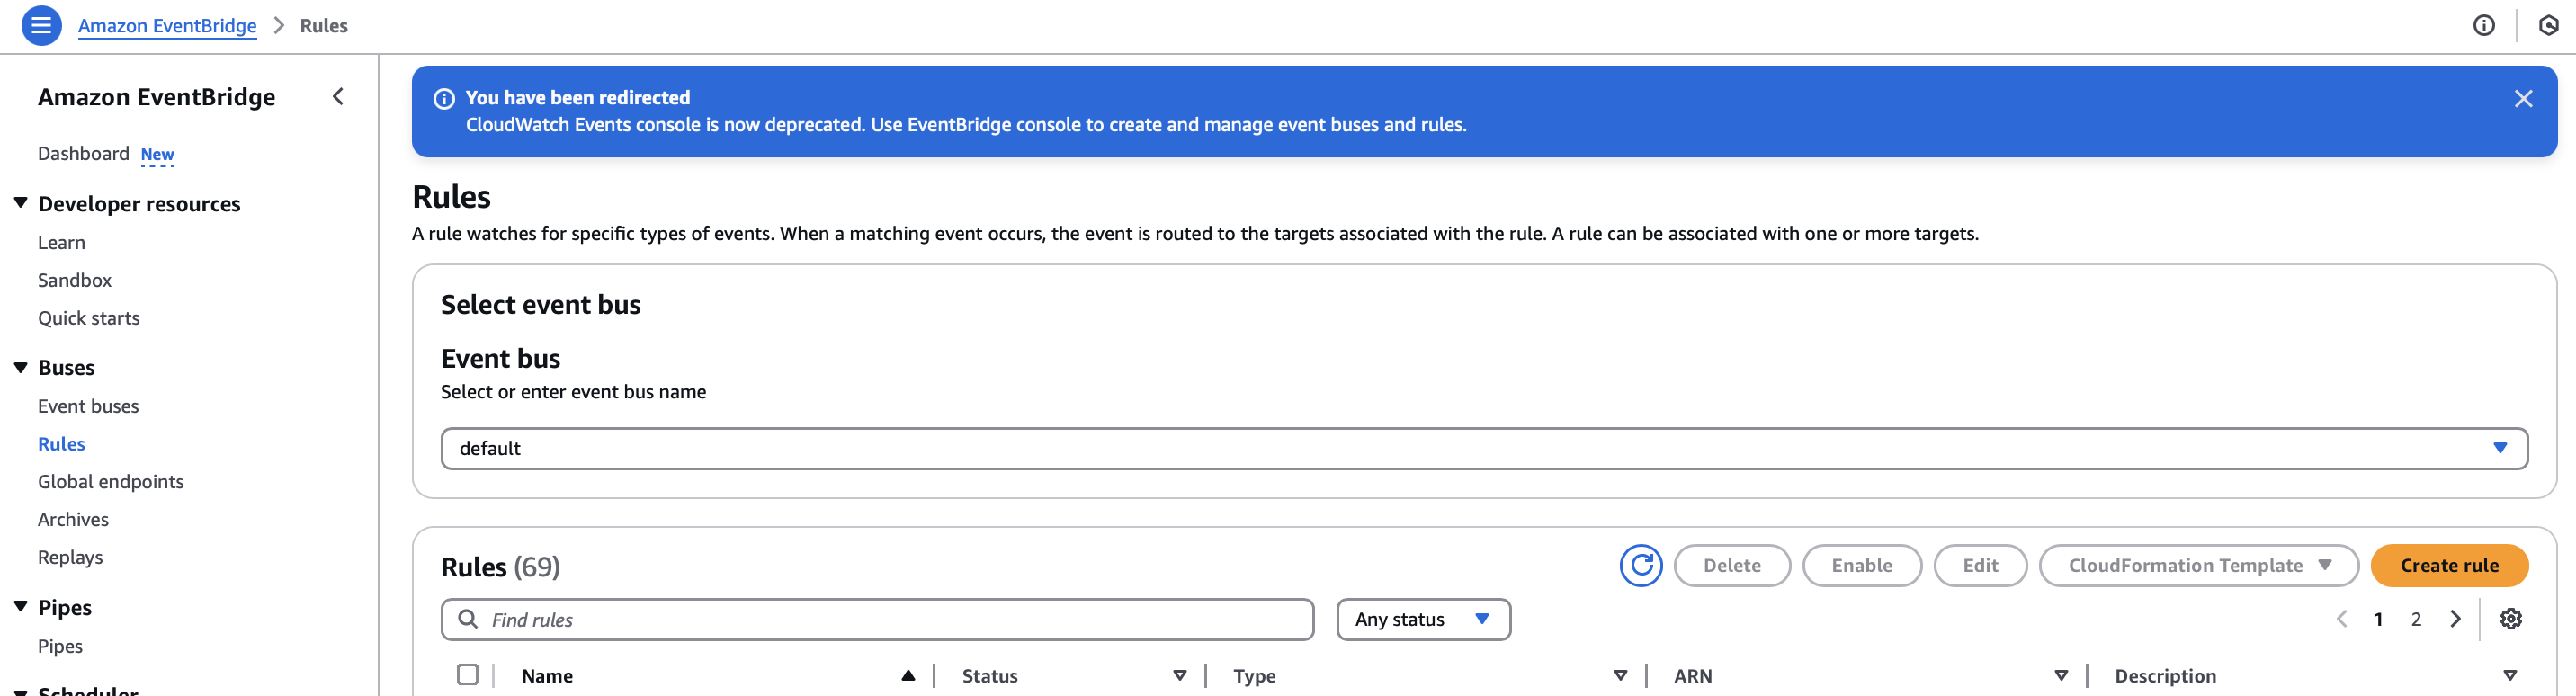 Amazon EventBridge > Rules
Amazon EventBridge
Dashboard New
Developer resources
Learn
Sandbox
Quick starts
Buses
Event buses
Rules
Global endpoints
Archives
Replays
Pipes
Pipes
Scheduler
You have been redirected
CloudWatch Events console is now deprecated. Use EventBridge console to create and manage event buses and rules.
Rules
A rule watches for specific types of events. When a matching event occurs, the event is routed to the targets associated with the rule. A rule can be associated with one or more targets.
Select event bus
Event bus
Select or enter event bus name
default
Rules (69)
Delete Enable Edit CloudFormation Template Create rule
Find rules Any status 1 2
Name Status Type ARN Description